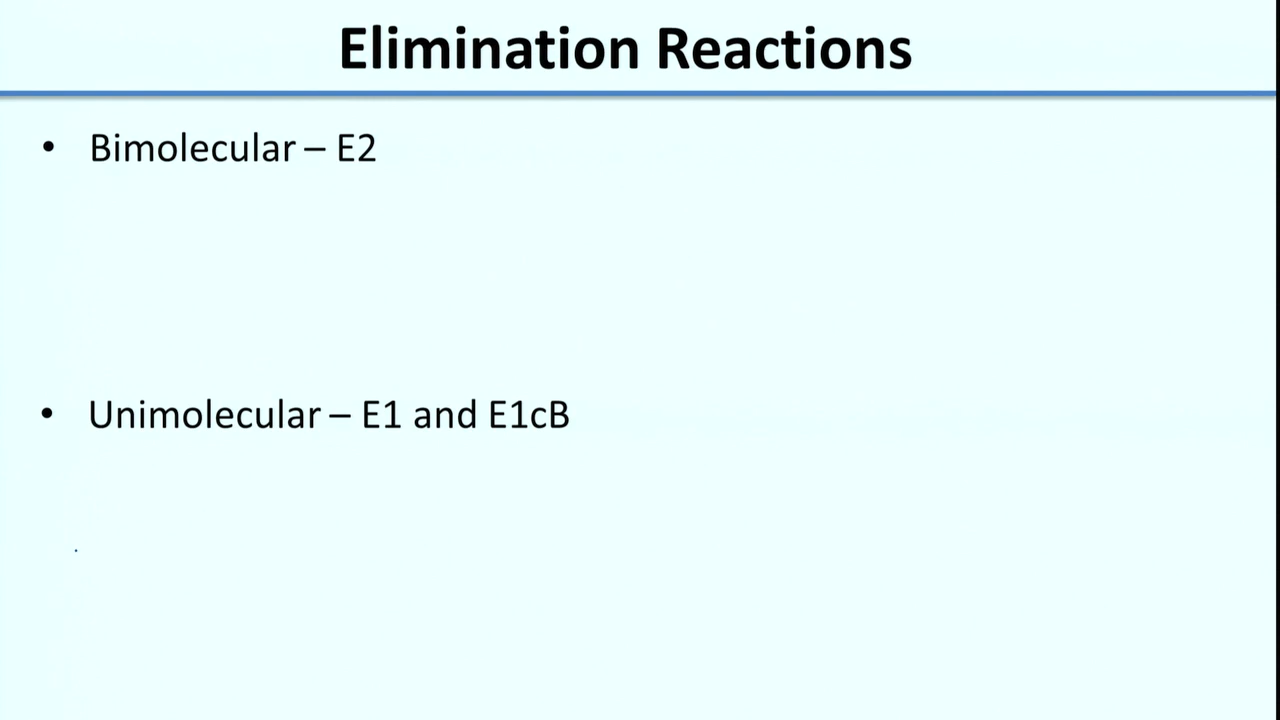 Elimination Reactions
• Bimolecular – E2
• Unimolecular – E1 and E1cB